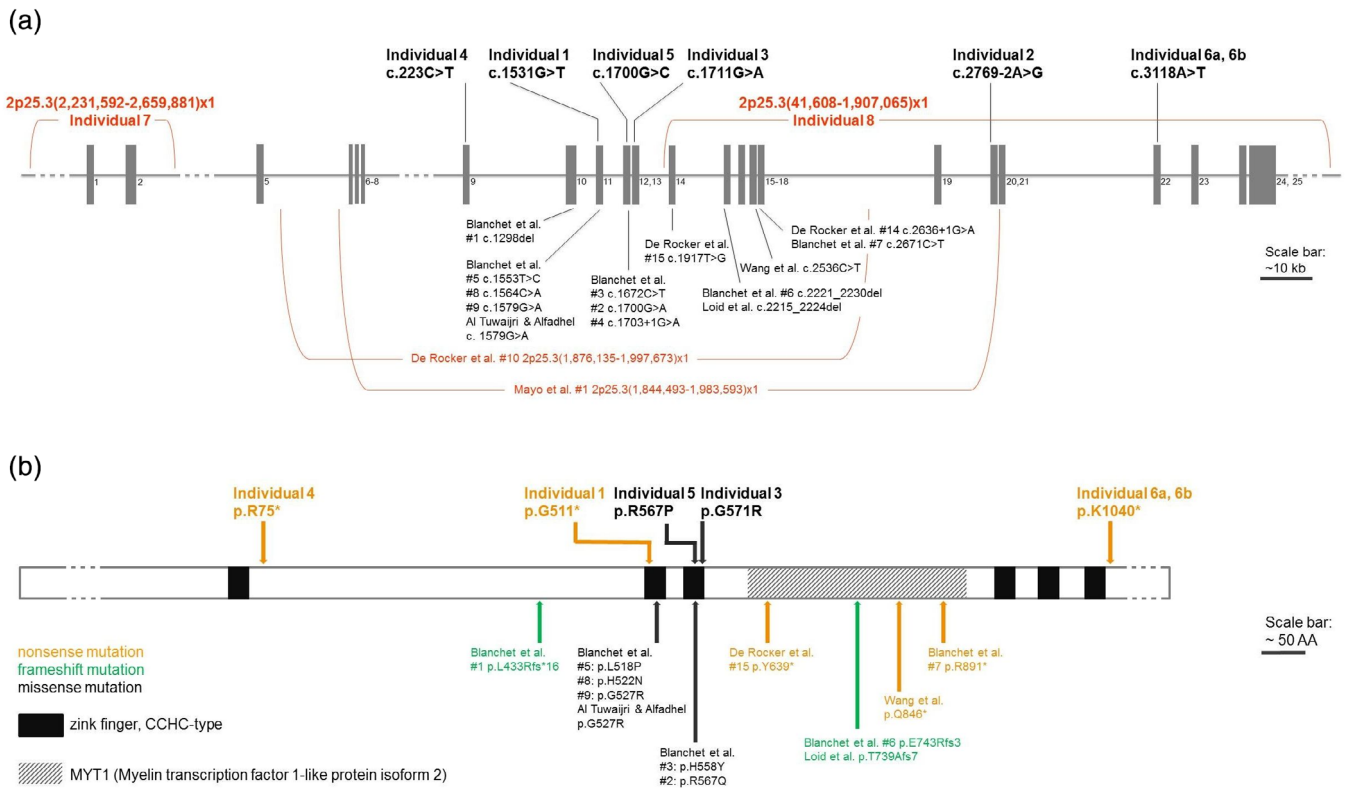 (a)
Individual 4
c.223C>T
Individual 1
c.1531G>T
Individual 5
c.1700G>C
Individual 3
c.1711G>A
Individual 2
c.2769-2A>G
Individual 6a, 6b
c.3118A>T
2p25.3(2,231,592-2,659,881)x1
Individual 7
2p25.3(41,608-1,907,065)x1
Individual 8
1
2
5
6-8
9
10
11
12,13
14
15-18
19
20,21
22
23
24, 25
Blanchet et al.
#1 c.1298del
Blanchet et al.
#5 c.1553T>C
#8 c.1564C>A
#9 c.1579G>A
Al Tuwaijri & Alfadhel
c. 1579G>A
Blanchet et al.
#3 c.1672C>T
#2 c.1700G>A
#4 c.1703+1G>A
De Rocker et al.
#15 c.1917T>G
De Rocker et al. #14 c.2636+1G>A
Blanchet et al. #7 c.2671C>T
Wang et al. c.2536C>T
Blanchet et al. #6 c.2221_2230del
Loid et al. c.2215_2224del
Scale bar:
~10 kb
De Rocker et al. #10 2p25.3(1,876,135-1,997,673)x1
Mayo et al. #1 2p25.3(1,844,493-1,983,593)x1
(b)
Individual 4
p.R75*
Individual 1
p.G511*
Individual 5
p.R567P
Individual 3
p.G571R
Individual 6a, 6b
p.K1040*
nonsense mutation
frameshift mutation
missense mutation
zink finger, CCHC-type
MYT1 (Myelin transcription factor 1-like protein isoform 2)
Blanchet et al.
#1 p.L433Rfs*16
Blanchet et al.
#5: p.L518P
#8: p.H522N
#9: p.G527R
Al Tuwaijri & Alfadhel
p.G527R
Blanchet et al.
#3: p.H558Y
#2: p.R567Q
De Rocker et al.
#15 p.Y639*
Blanchet et al. #6 p.E743Rfs3
Loid et al. p.T739Afs7
Wang et al.
p.Q846*
Blanchet et al.
#7 p.R891*
Scale bar:
~ 50 AA